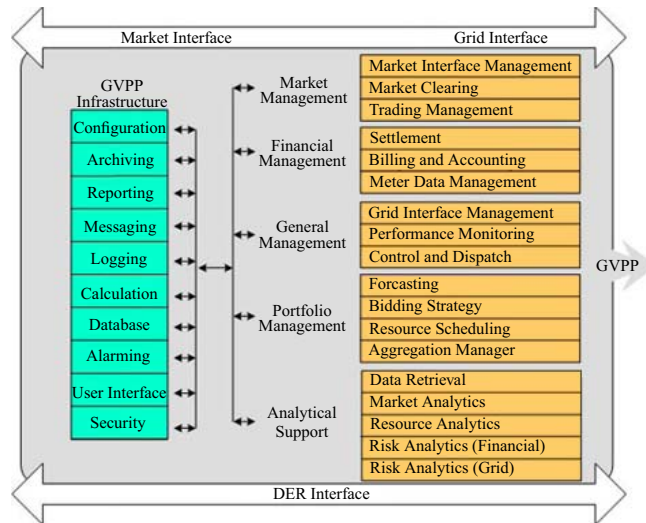 Market Interface
Grid Interface
GVPP
Infrastructure
Configuration
Archiving
Reporting
Messaging
Logging
Calculation
Database
Alarming
User Interface
Security
Market
Management
Market Interface Management
Market Clearing
Trading Management
Financial
Management
Settlement
Billing and Accounting
Meter Data Management
General
Management
Grid Interface Management
Performance Monitoring
Control and Dispatch
Portfolio
Management
Forcasting
Bidding Strategy
Resource Scheduling
Aggregation Manager
Analytical
Support
Data Retrieval
Market Analytics
Resource Analytics
Risk Analytics (Financial)
Risk Analytics (Grid)
GVPP
DER Interface